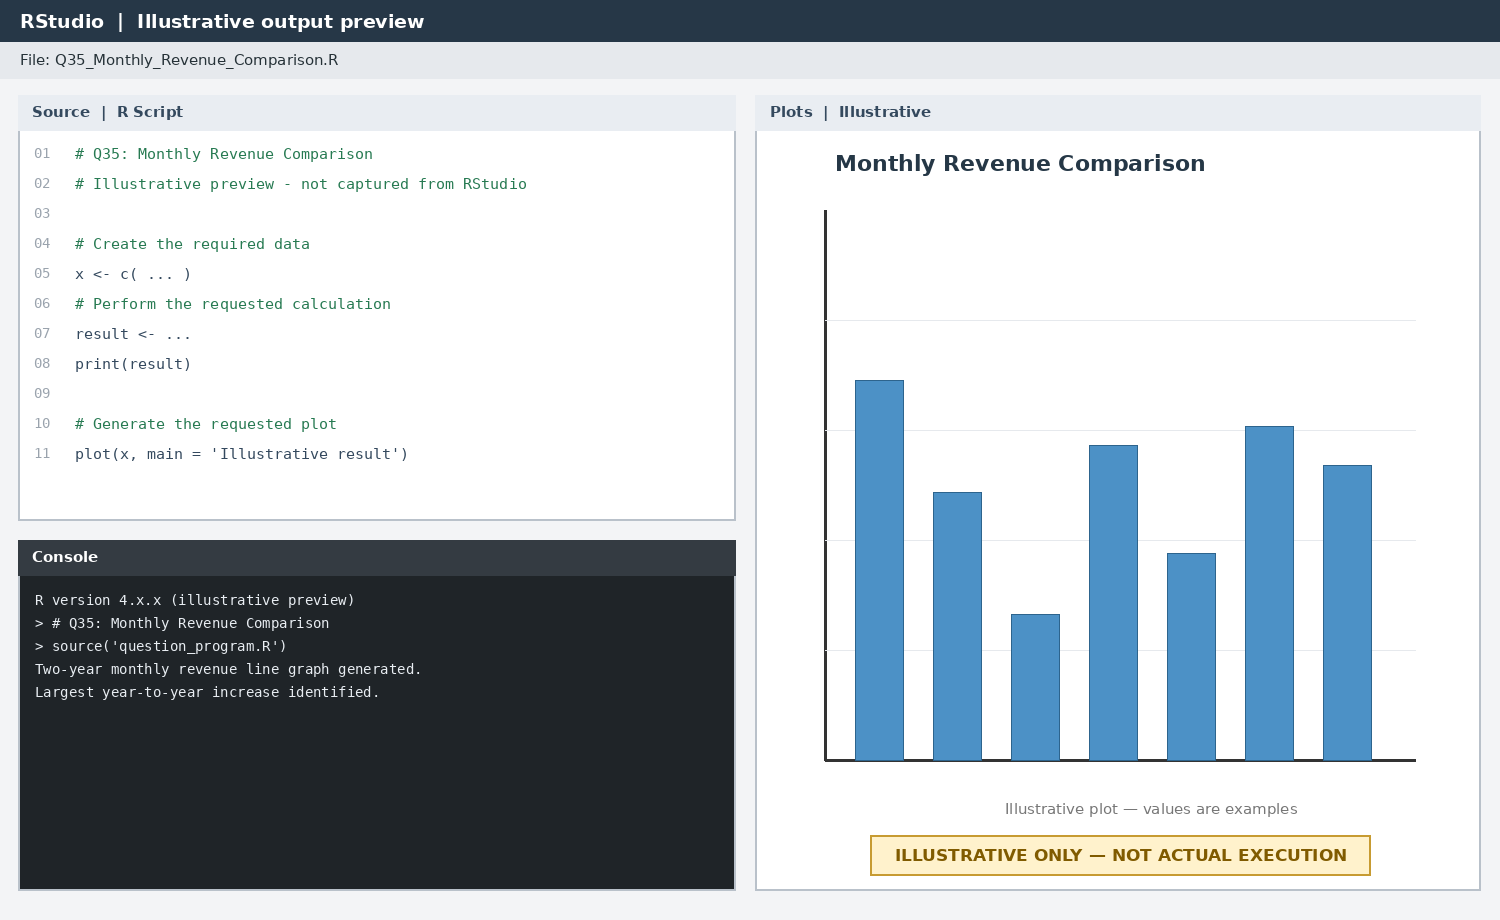 RStudio | Illustrative output preview
File: Q35_Monthly_Revenue_Comparison.R
Source | R Script
01 # Q35: Monthly Revenue Comparison
02 # Illustrative preview - not captured from RStudio
03
04 # Create the required data
05 x <- c( ... )
06 # Perform the requested calculation
07 result <- ...
08 print(result)
09
10 # Generate the requested plot
11 plot(x, main = 'Illustrative result')
Console
R version 4.x.x (illustrative preview)
> # Q35: Monthly Revenue Comparison
> source('question_program.R')
Two-year monthly revenue line graph generated.
Largest year-to-year increase identified.
Plots | Illustrative
Monthly Revenue Comparison
Illustrative plot — values are examples
ILLUSTRATIVE ONLY — NOT ACTUAL EXECUTION